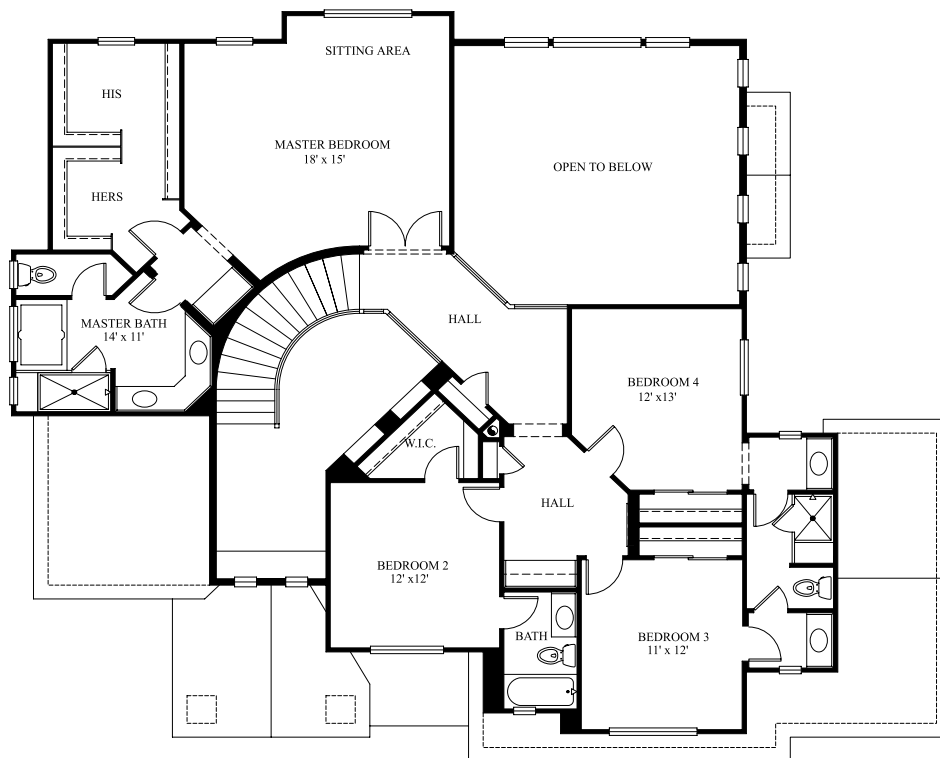 SITTING AREA
HIS
MASTER BEDROOM
18' x 15'
OPEN TO BELOW
HERS
HALL
MASTER BATH
14' x 11'
BEDROOM 4
12' x13'
W.I.C.
HALL
BEDROOM 2
12' x12'
BATH
BEDROOM 3
11' x 12'